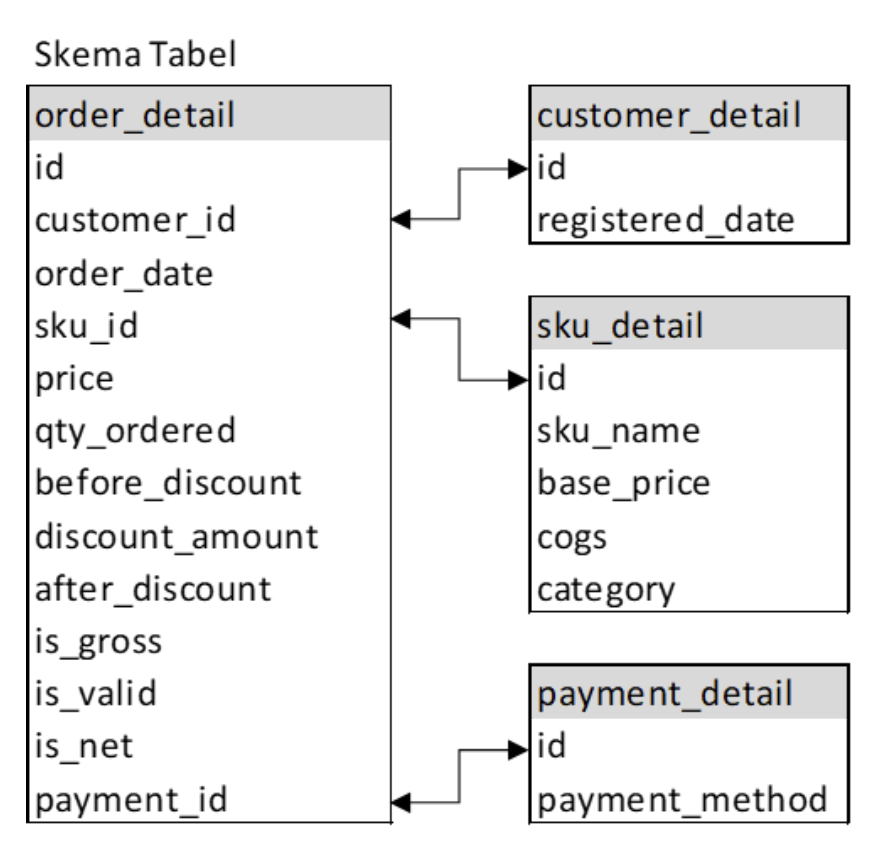 Skema Tabel
order_detail
id
customer_id
order_date
sku_id
price
qty_ordered
before_discount
discount_amount
after_discount
is_gross
is_valid
is_net
payment_id
customer_detail
id
registered_date
sku_detail
id
sku_name
base_price
cogs
category
payment_detail
id
payment_method